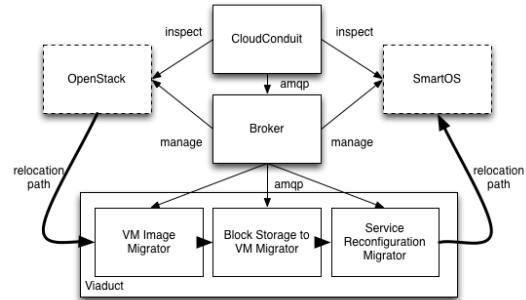 inspect
CloudConduit
inspect
OpenStack
SmartOS
amqp
Broker
manage
manage
relocation
path
amqp
relocation
path
VM Image
Migrator
Block Storage to
VM Migrator
Service
Reconfiguration
Migrator
Viaduct